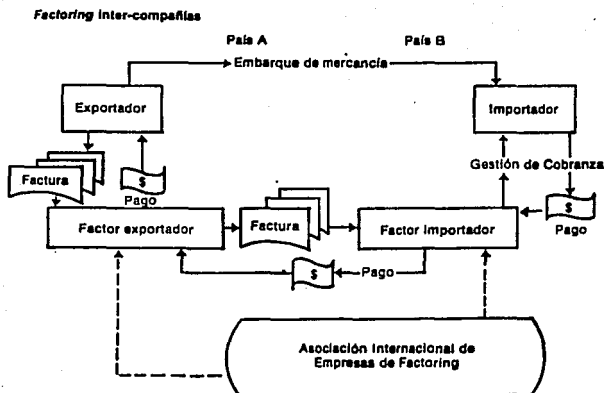 Factoring Inter-compañías
País A
País B
Embarque de mercancía
Exportador
Importador
Factura
$
Pago
Gestión de Cobranza
$
Pago
Factor exportador
Factura
Factor Importador
$
Pago
Asociación Internacional de
Empresas de Factoring